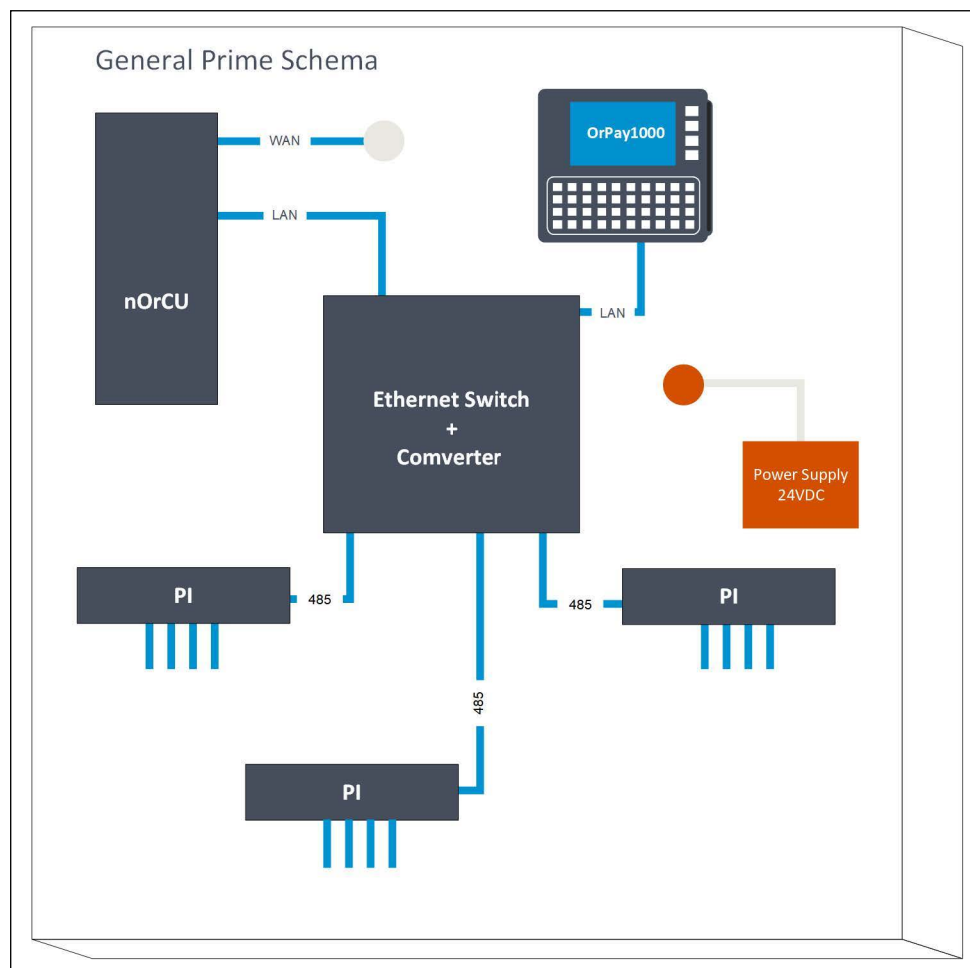 General Prime Schema
WAN
OrPay1000
LAN
nOrCU
LAN
Ethernet Switch
+
Comverter
Power Supply
24VDC
PI
485
485
PI
485
PI